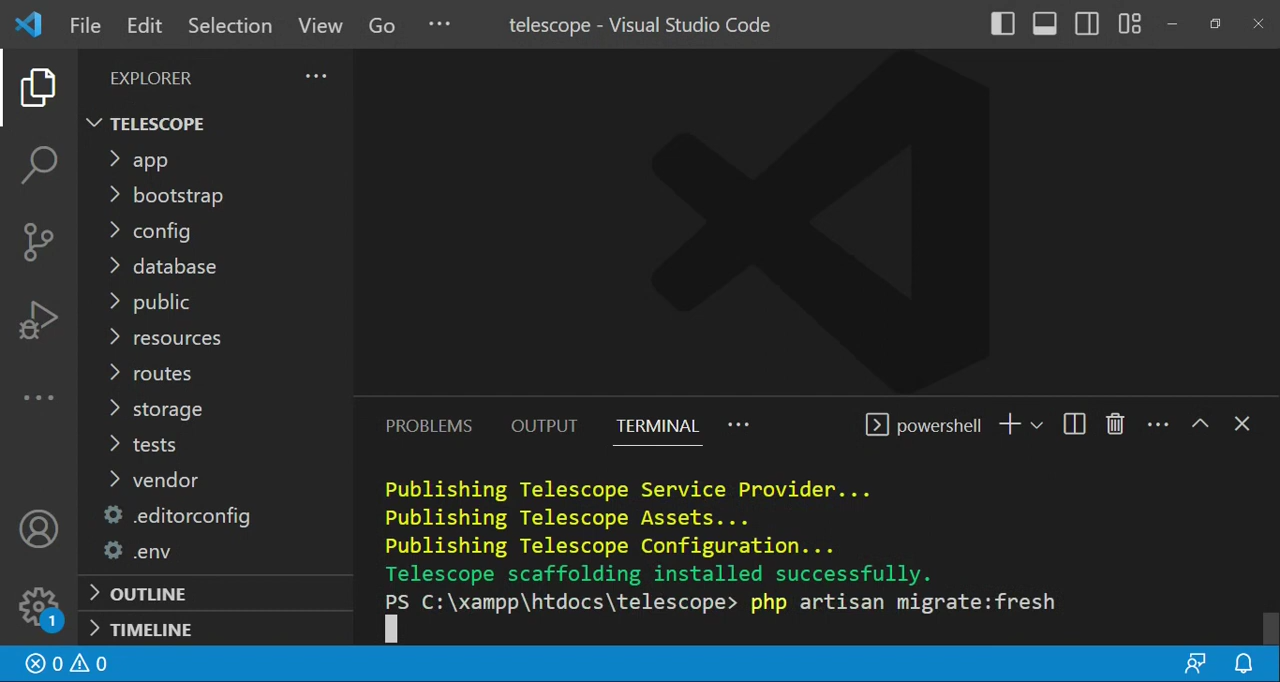 File Edit Selection View Go ··· telescope - Visual Studio Code
EXPLORER ···
TELESCOPE
app
bootstrap
config
database
public
resources
routes
storage
tests
vendor
.editorconfig
.env
OUTLINE
TIMELINE
PROBLEMS OUTPUT TERMINAL ··· powershell ···
Publishing Telescope Service Provider...
Publishing Telescope Assets...
Publishing Telescope Configuration...
Telescope scaffolding installed successfully.
PS C:\xampp\htdocs\telescope> php artisan migrate:fresh
1
0 0